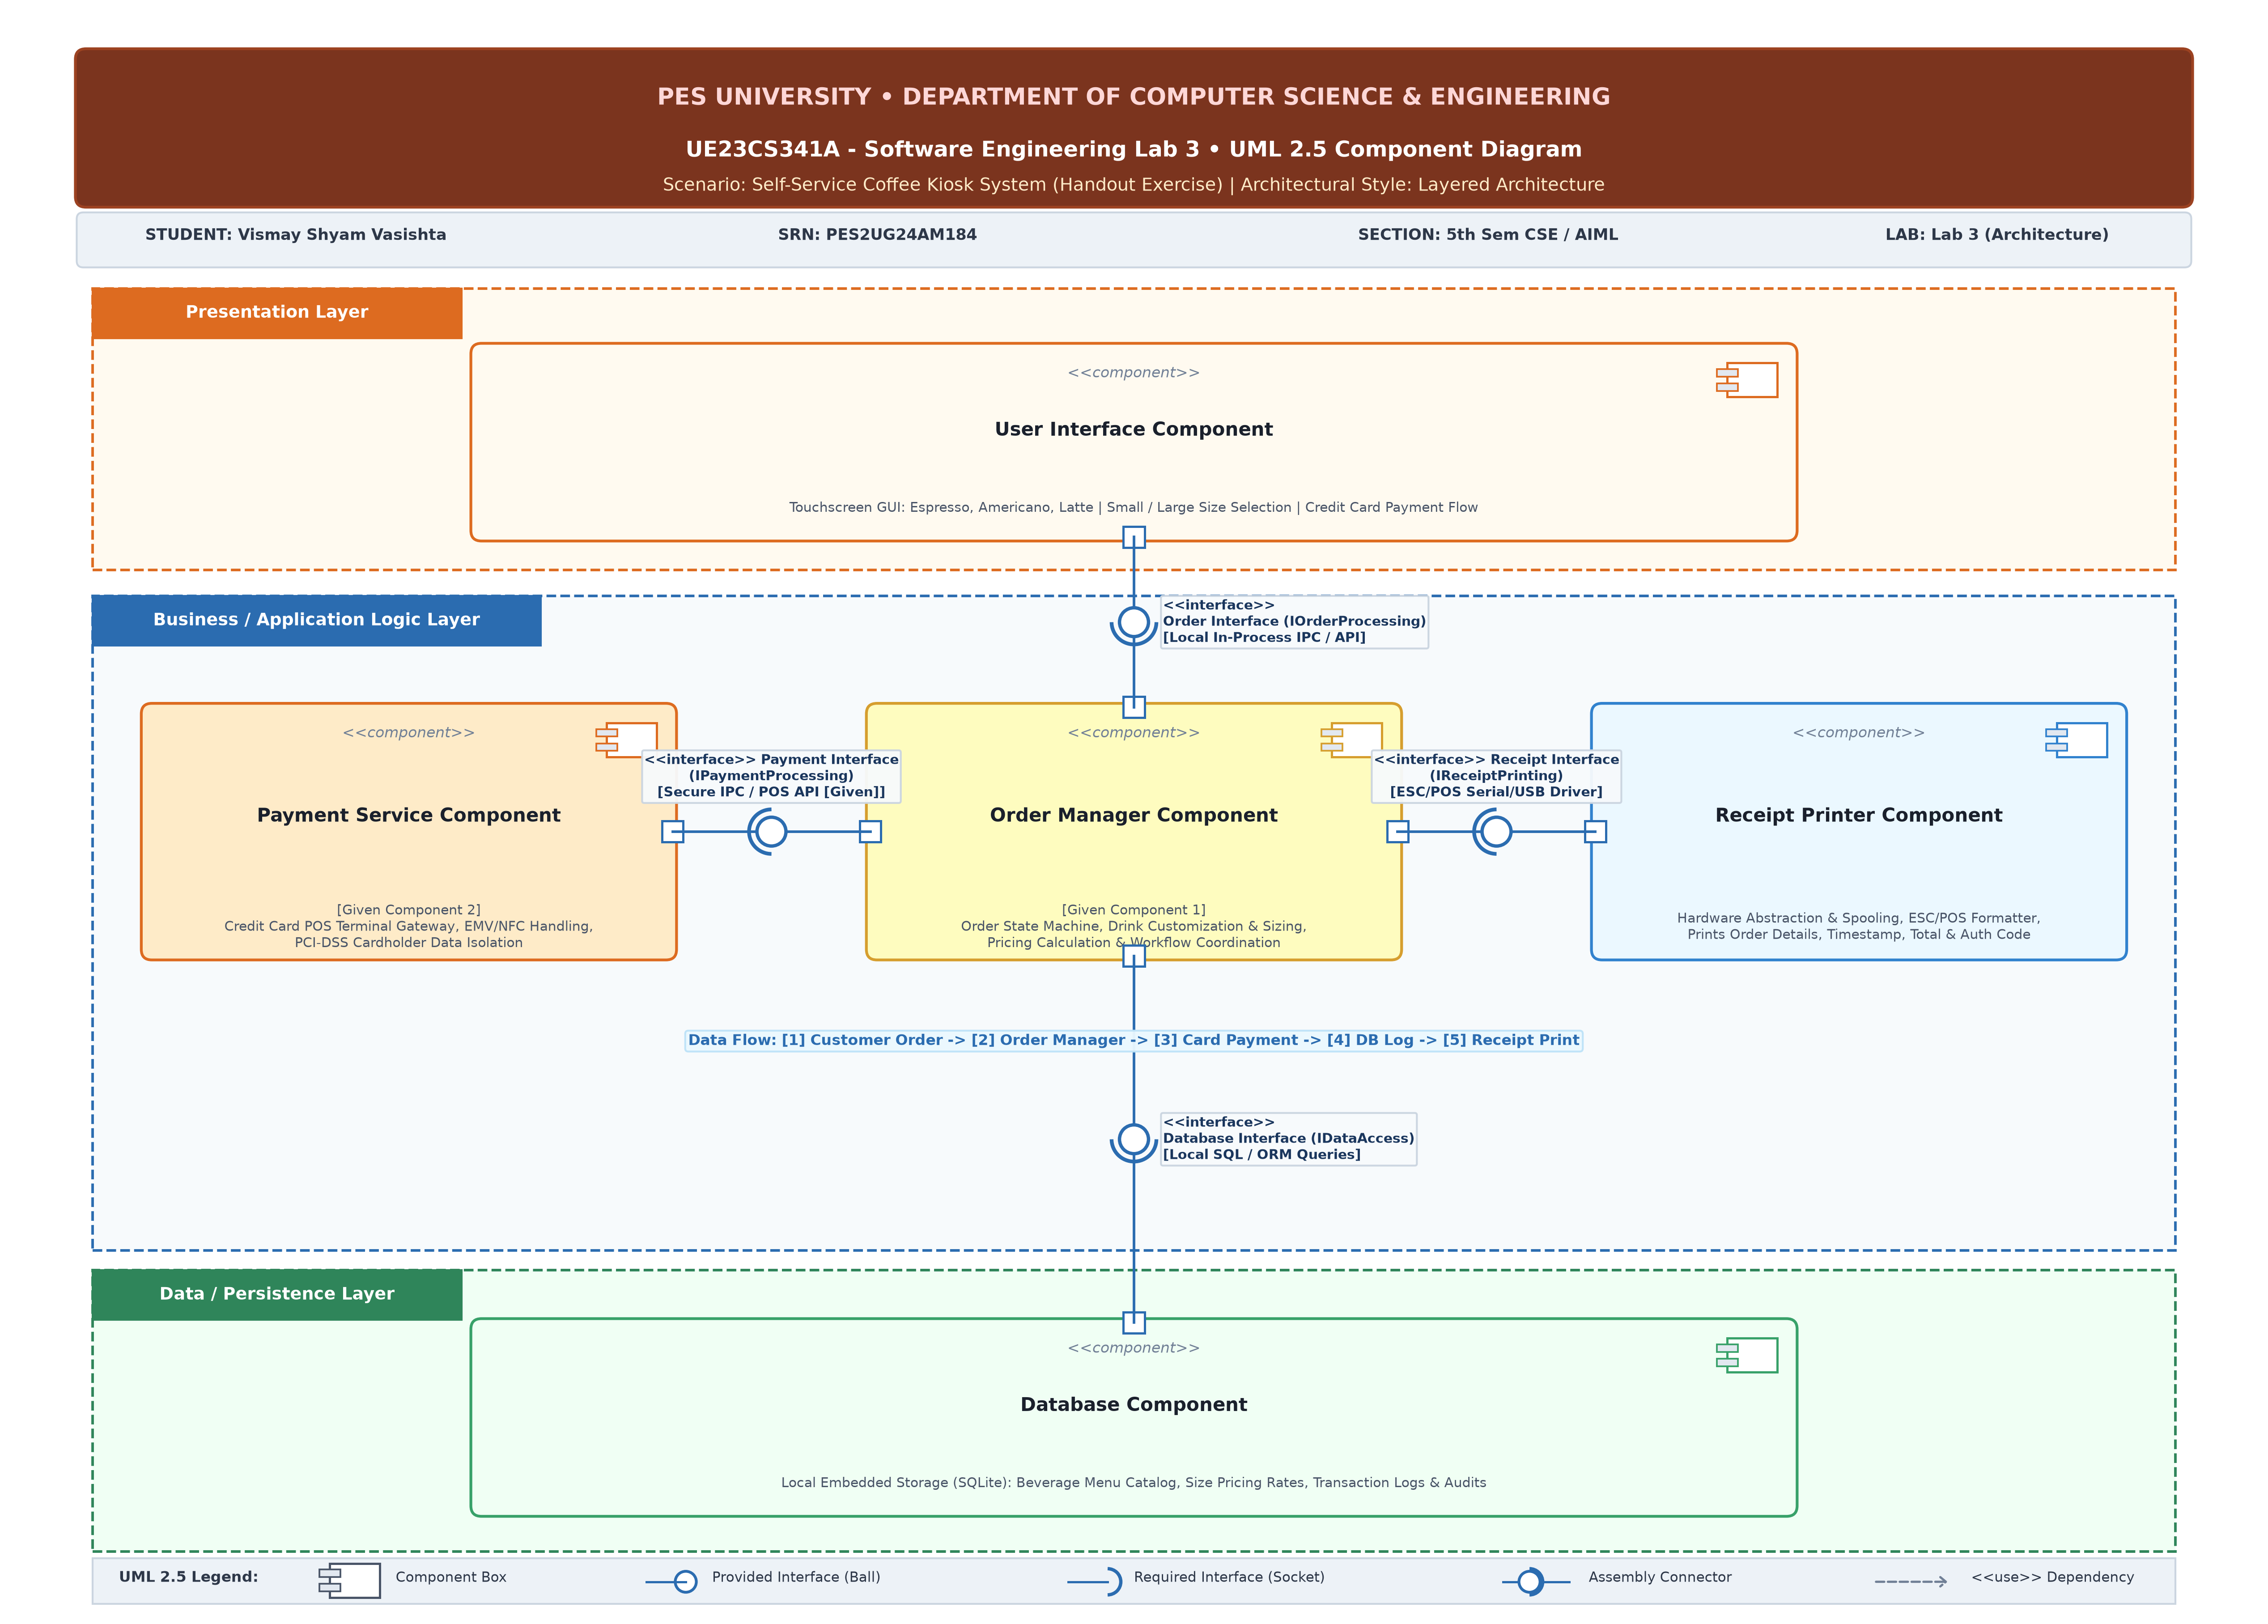 PES UNIVERSITY • DEPARTMENT OF COMPUTER SCIENCE & ENGINEERING
UE23CS341A - Software Engineering Lab 3 • UML 2.5 Component Diagram
Scenario: Self-Service Coffee Kiosk System (Handout Exercise) | Architectural Style: Layered Architecture
STUDENT: Vismay Shyam Vasishta
SRN: PES2UG24AM184
SECTION: 5th Sem CSE / AIML
LAB: Lab 3 (Architecture)
Presentation Layer
<<component>>
User Interface Component
Touchscreen GUI: Espresso, Americano, Latte | Small / Large Size Selection | Credit Card Payment Flow
Business / Application Logic Layer
<<interface>>
Order Interface (IOrderProcessing)
[Local In-Process IPC / API]
<<component>>
Payment Service Component
[Given Component 2]
Credit Card POS Terminal Gateway, EMV/NFC Handling,
PCI-DSS Cardholder Data Isolation
<<interface>> Payment Interface
(IPaymentProcessing)
[Secure IPC / POS API [Given]]
<<component>>
Order Manager Component
[Given Component 1]
Order State Machine, Drink Customization & Sizing,
Pricing Calculation & Workflow Coordination
<<interface>> Receipt Interface
(IReceiptPrinting)
[ESC/POS Serial/USB Driver]
<<component>>
Receipt Printer Component
Hardware Abstraction & Spooling, ESC/POS Formatter,
Prints Order Details, Timestamp, Total & Auth Code
Data Flow: [1] Customer Order -> [2] Order Manager -> [3] Card Payment -> [4] DB Log -> [5] Receipt Print
<<interface>>
Database Interface (IDataAccess)
[Local SQL / ORM Queries]
Data / Persistence Layer
<<component>>
Database Component
Local Embedded Storage (SQLite): Beverage Menu Catalog, Size Pricing Rates, Transaction Logs & Audits
UML 2.5 Legend:
Component Box
Provided Interface (Ball)
Required Interface (Socket)
Assembly Connector
<<use>> Dependency